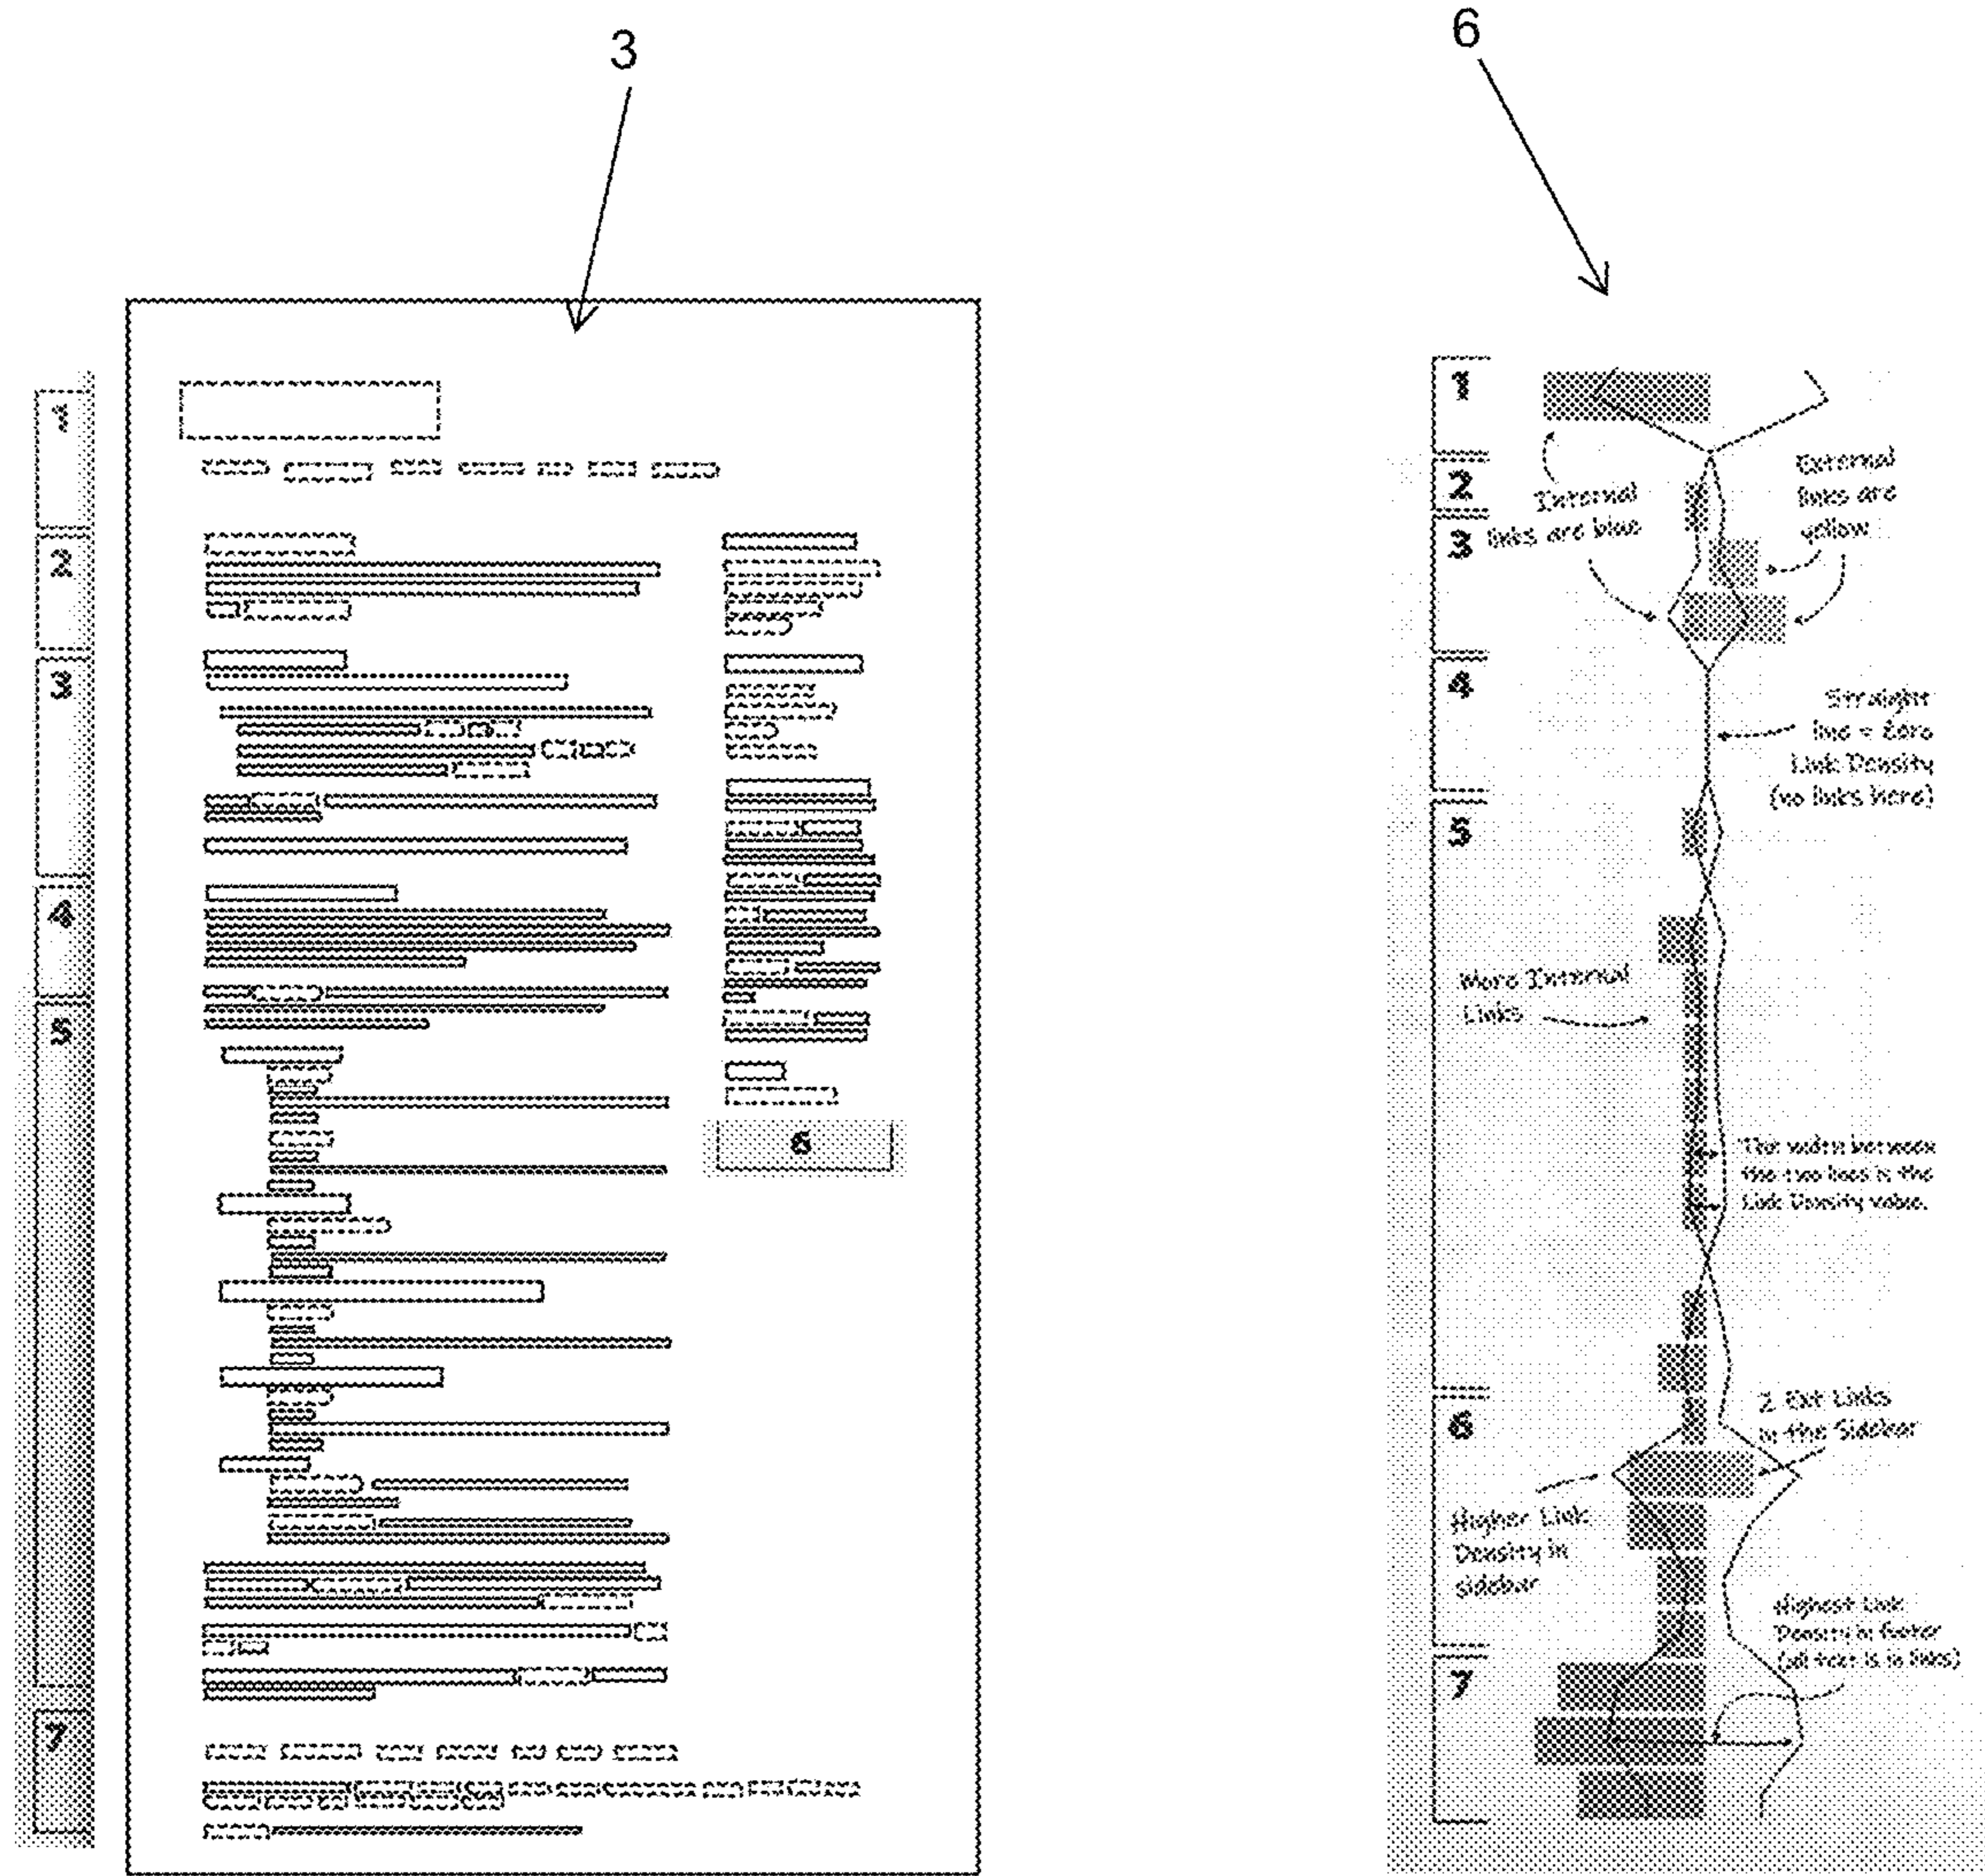 3
6
1
2
3
4
5
6
7
1
2
3
4
5
6
7
Internal
links are blue
External
links are
yellow
Straight
line = Zero
Link Density
(no links here)
More Internal
Links
The width between
the two lines is the
Link Density value.
2 Ext Links
in the Sidebar
Higher Link
Density in
sidebar
Highest Link
Density in footer
(all text is in links)